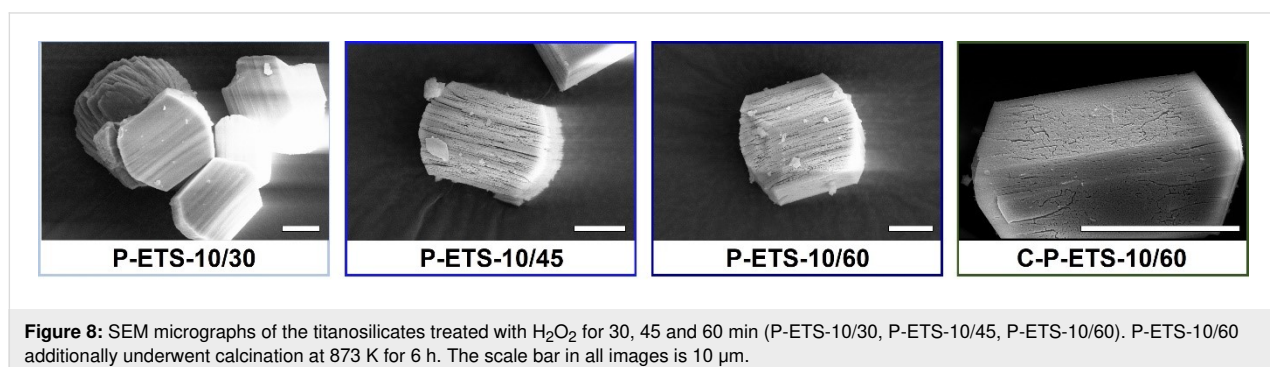 P-ETS-10/30
P-ETS-10/45
P-ETS-10/60
C-P-ETS-10/60
Figure 8: SEM micrographs of the titanosilicates treated with H₂O₂ for 30, 45 and 60 min (P-ETS-10/30, P-ETS-10/45, P-ETS-10/60). P-ETS-10/60
additionally underwent calcination at 873 K for 6 h. The scale bar in all images is 10 μm.